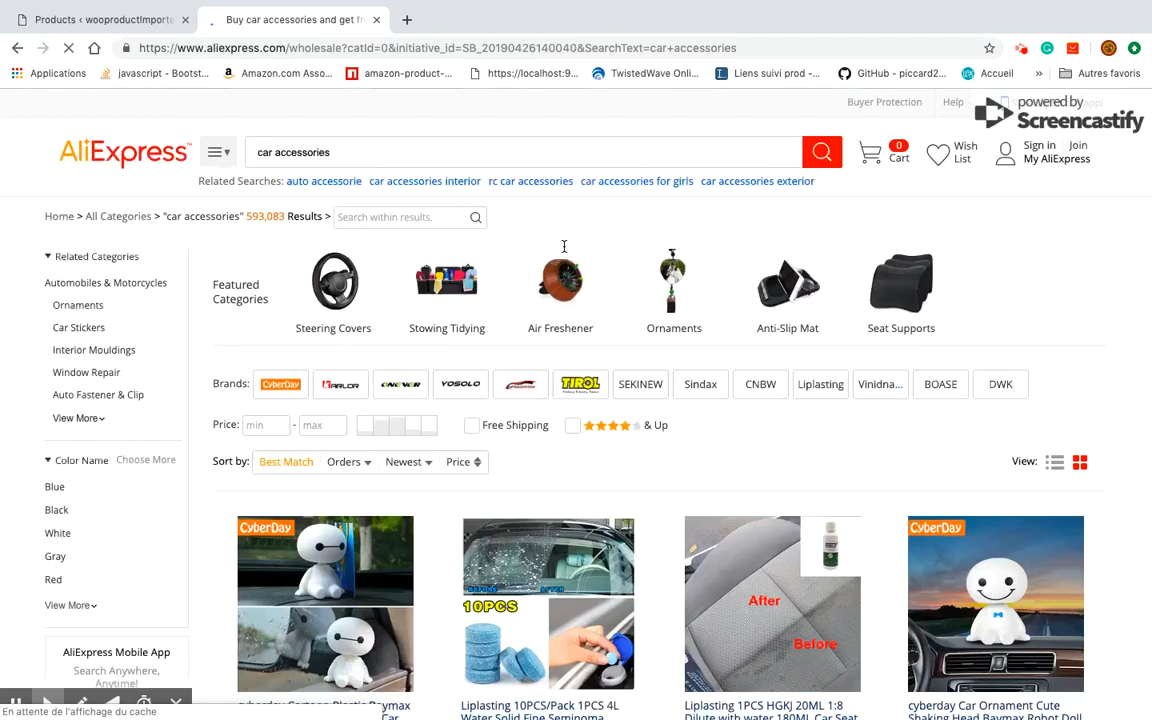 Products ‹ wooproductImporte
Buy car accessories and get fr
https://www.aliexpress.com/wholesale?catId=0&initiative_id=SB_20190426140040&SearchText=car+accessories
Applications
javascript - Bootst...
Amazon.com Asso...
amazon-product-...
https://localhost:9...
TwistedWave Onli...
Liens suivi prod -...
GitHub - piccard2...
Accueil
»
Autres favoris
Buyer Protection
Help
powered by
Screencastify
AliExpress™
car accessories
0
Cart
Wish
List
Sign in Join
My AliExpress
Related Searches: auto accessorie car accessories interior rc car accessories car accessories for girls car accessories exterior
Home > All Categories > "car accessories" 593,083 Results >
Search within results.
Related Categories
Automobiles & Motorcycles
Ornaments
Car Stickers
Interior Mouldings
Window Repair
Auto Fastener & Clip
View More
Color Name Choose More
Blue
Black
White
Gray
Red
View More
AliExpress Mobile App
Search Anywhere,
Anytime!
Featured
Categories
Steering Covers
Stowing Tidying
Air Freshener
Ornaments
Anti-Slip Mat
Seat Supports
Brands:
CyberDay
MARLOR
ONEWER
YOSOLO
TIROL
SEKINEW
Sindax
CNBW
Liplasting
Vinidna...
BOASE
DWK
Price: min - max
Free Shipping
& Up
Sort by: Best Match Orders Newest Price
View:
CyberDay
BEFORE AFTER
10PCS
After
Before
CyberDay
cyberday Cartoon Plastic Baymax
Car
Liplasting 10PCS/Pack 1PCS 4L
Water Solid Fine Seminoma
Liplasting 1PCS HGKJ 20ML 1:8
Dilute with water 180ML Car Seat
cyberday Car Ornament Cute
Shaking Head Baymax Robot Doll
En attente de l'affichage du cache